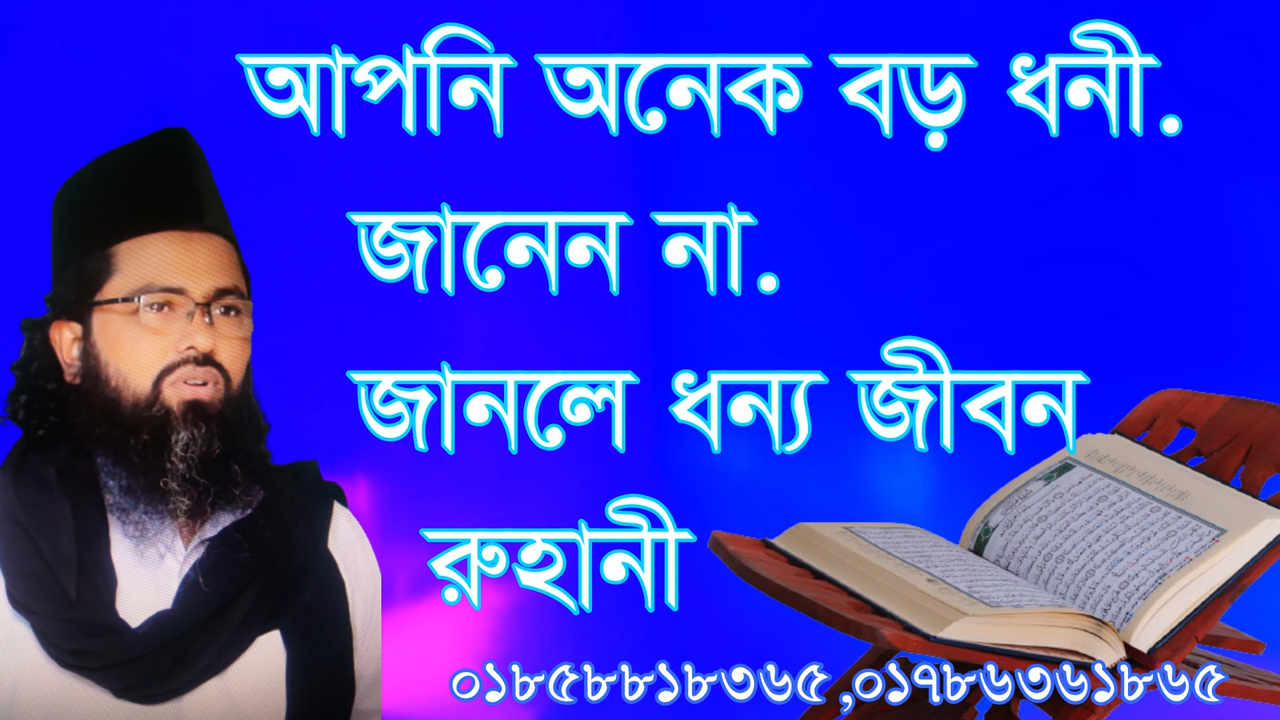 আপনি অনেক বড় ধনী.
জানেন না.
জানলে ধন্য জীবন
রুহানী
০১৮৫৮৮১৮৩৬৫ ,০১৭৮৬৩৬১৮৬৫